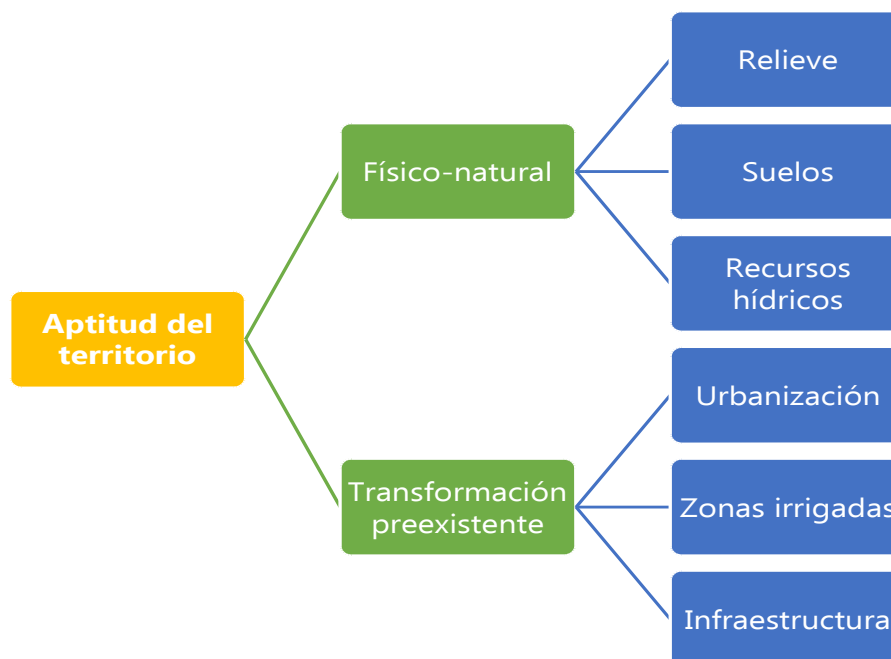 Aptitud del
territorio
Físico-natural
Relieve
Suelos
Recursos
hídricos
Transformación
preexistente
Urbanización
Zonas irrigadas
Infraestructura